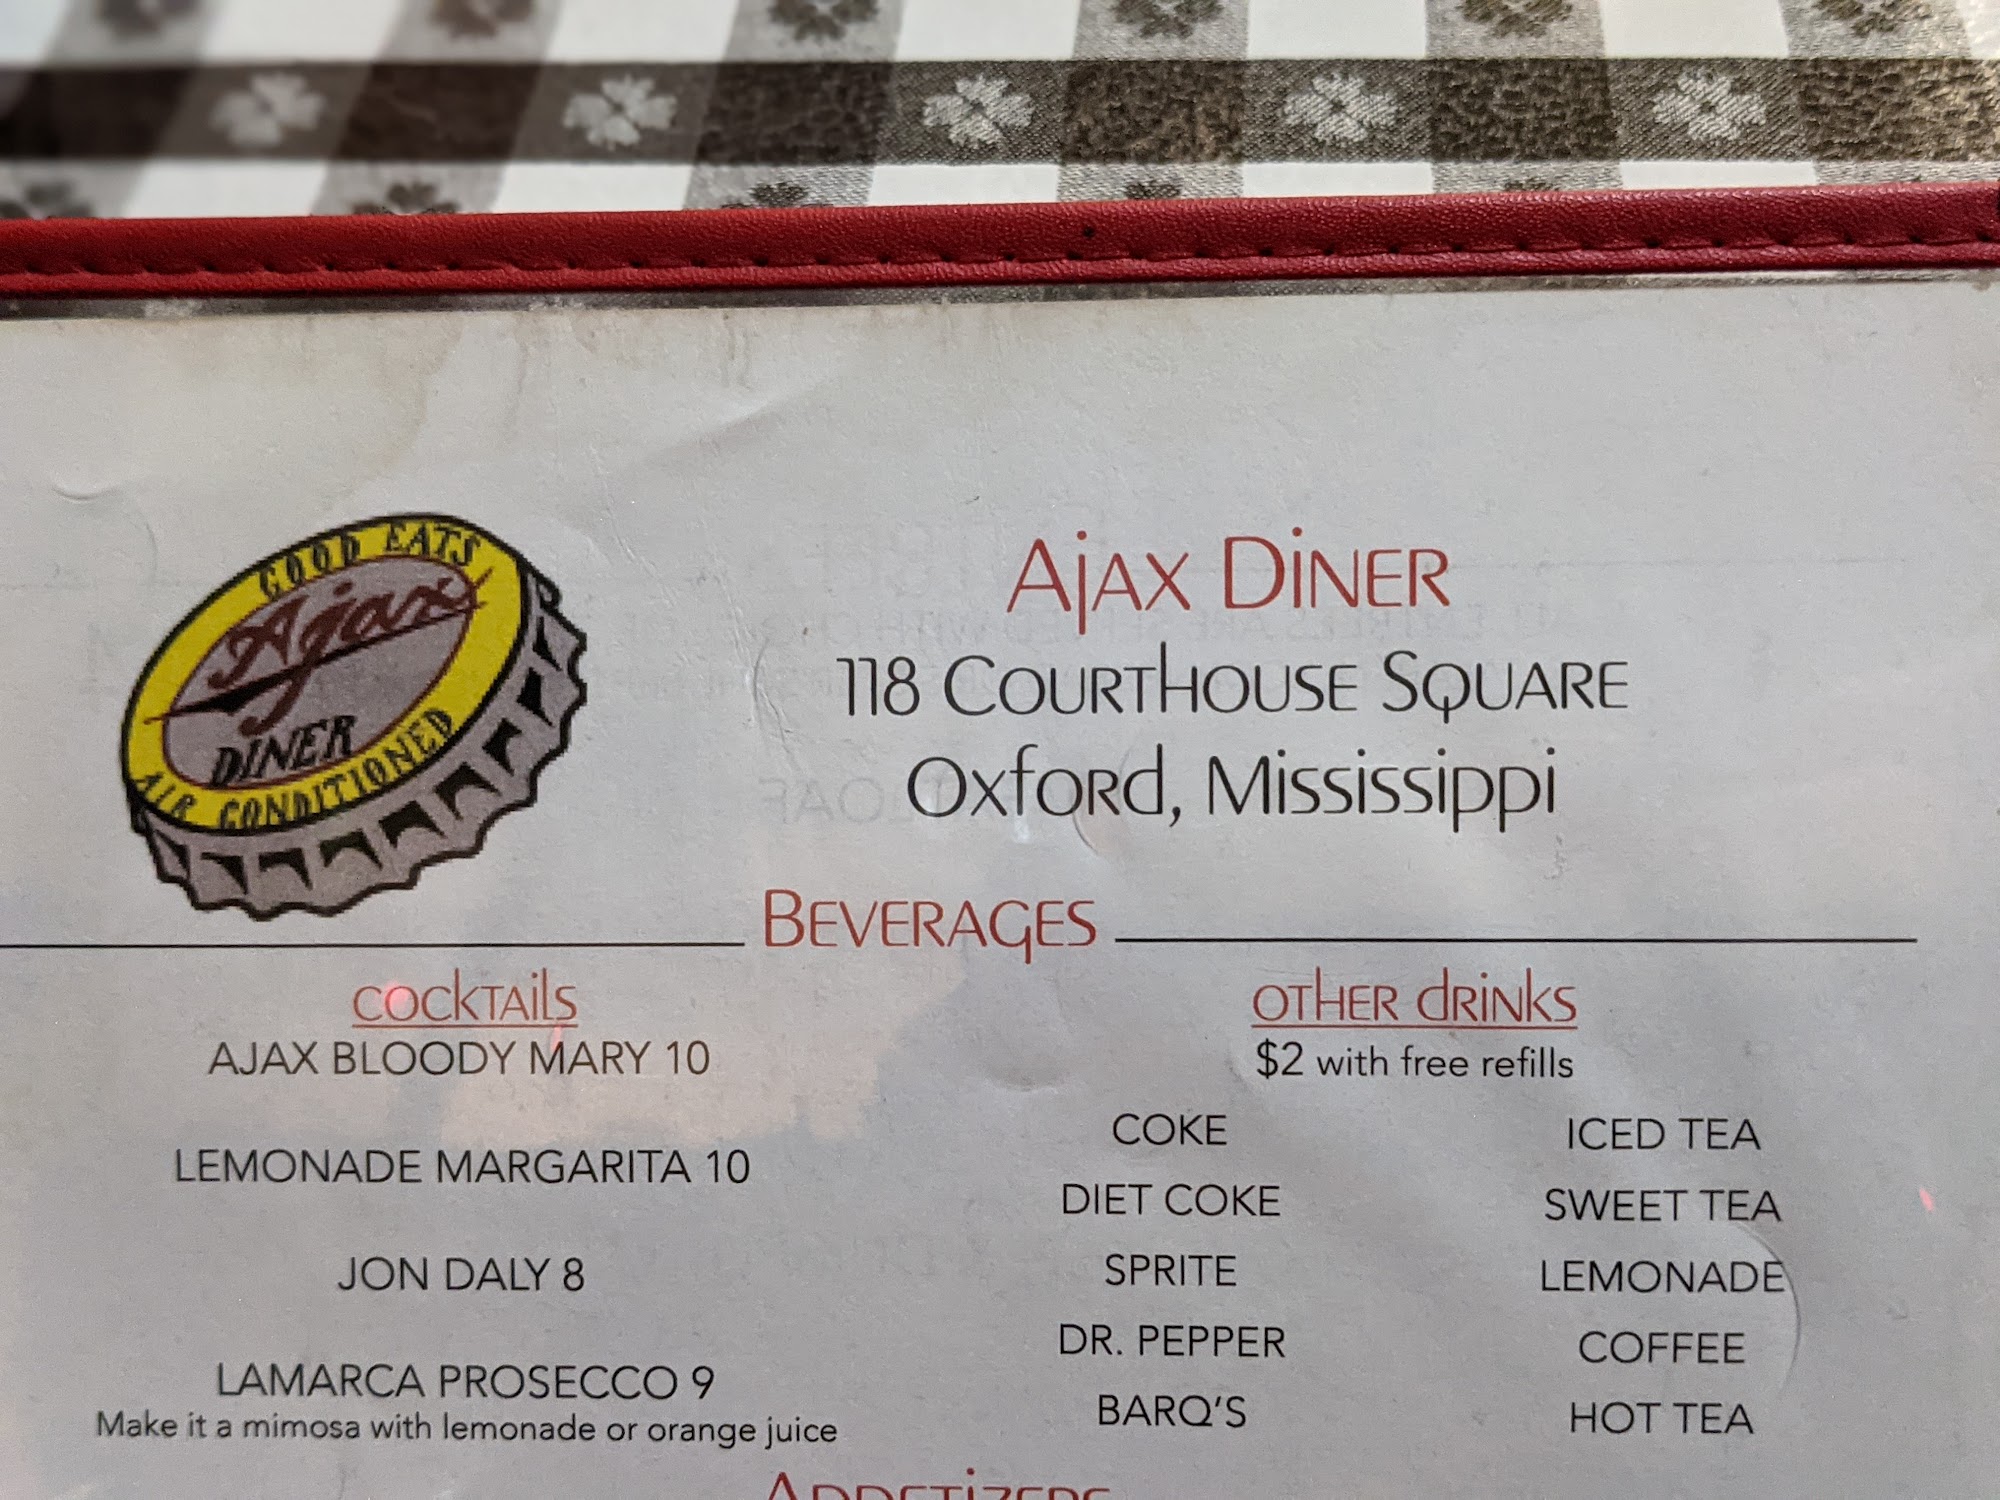 GOOD EATS
Ajax
DINER
AIR CONDITIONED
Ajax Diner
118 Courthouse Square
Oxford, Mississippi
Beverages
cocktails
AJAX BLOODY MARY 10
LEMONADE MARGARITA 10
JON DALY 8
LAMARCA PROSECCO 9
Make it a mimosa with lemonade or orange juice
other drinks
$2 with free refills
COKE
DIET COKE
SPRITE
DR. PEPPER
BARQ'S
ICED TEA
SWEET TEA
LEMONADE
COFFEE
HOT TEA
Appetizers